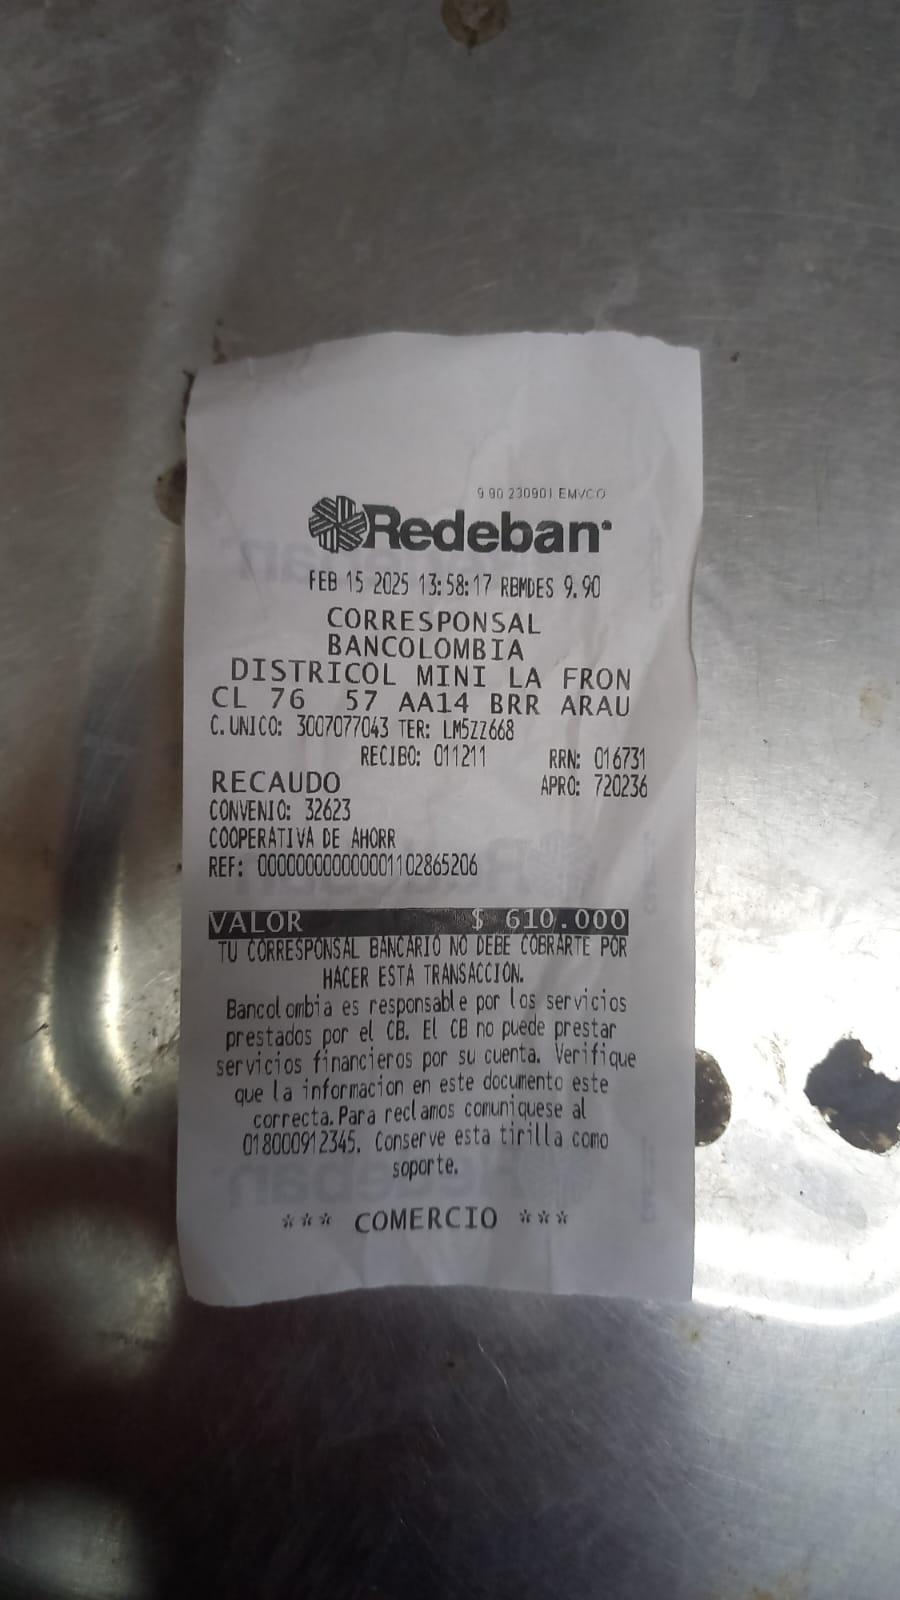 9 90 230901 EMVCO
Redeban
FEB 15 2025 13:58:17 RBMDES 9.90
CORRESPONSAL
BANCOLOMBIA
DISTRICOL MINI LA FRON
CL 76 57 AA14 BRR ARAU
C. UNICO: 3007077043 TER: LM5ZZ668
RECIBO: 011211 RRN: 016731
RECAUDO APRO: 720236
CONVENIO: 32623
COOPERATIVA DE AHORR
REF: 00000000000001102865206
VALOR $ 610.000
TU CORRESPONSAL BANCARIO NO DEBE COBRARTE POR
HACER ESTA TRANSACCION.
Bancolombia es responsable por los servicios
prestados por el CB. El CB no puede prestar
servicios financieros por su cuenta. Verifique
que la informacion en este documento este
correcta. Para reclamos comuniquese al
018000912345. Conserve esta tirilla como
soporte.
*** COMERCIO ***